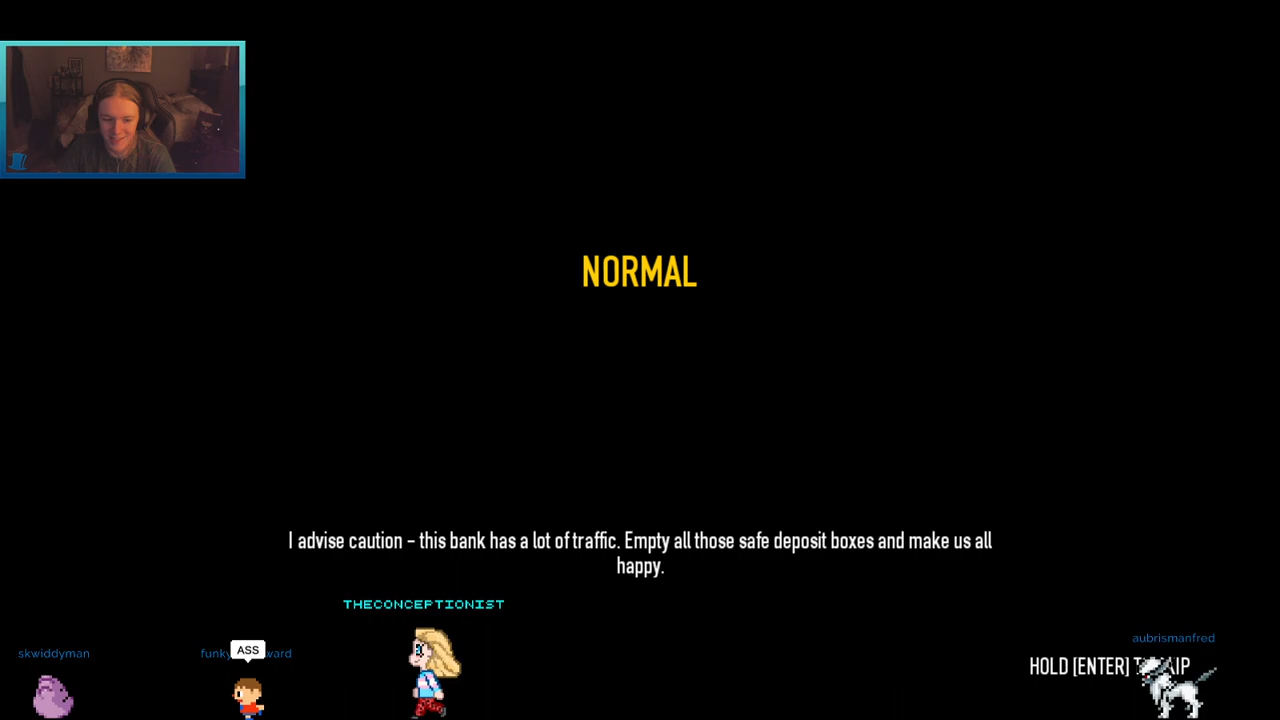 NORMAL
I advise caution - this bank has a lot of traffic. Empty all those safe deposit boxes and make us all
happy.
THECONCEPTIONIST
aubrismanfred
skwiddyman
ASS
HOLD [ENTER]